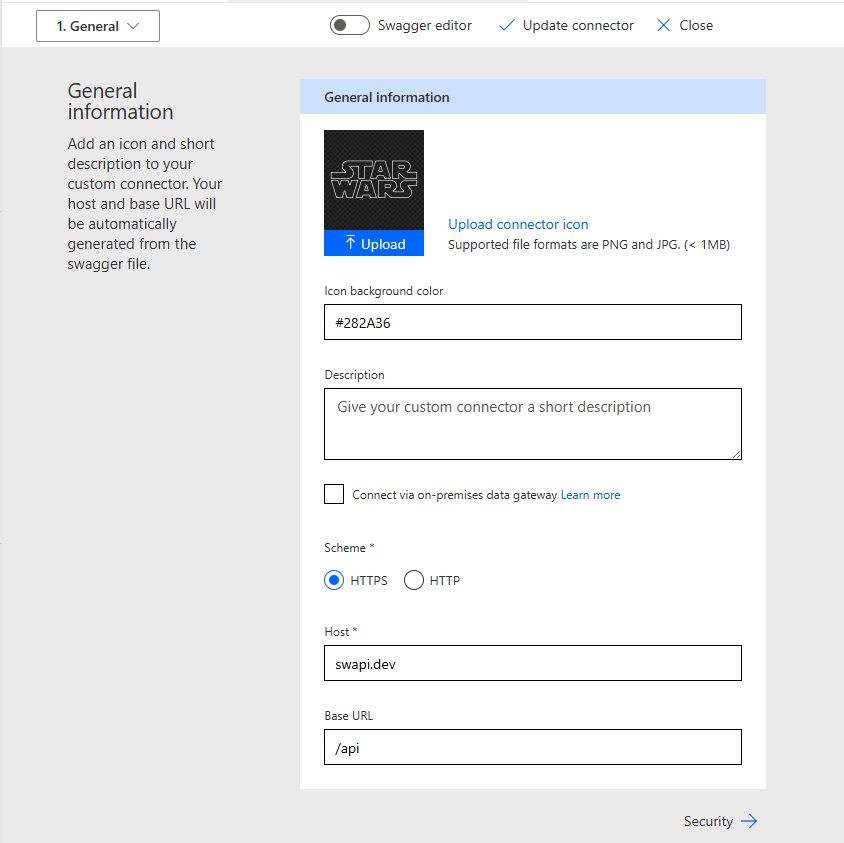 1. General
Swagger editor
Update connector
Close
General
information
Add an icon and short
description to your
custom connector. Your
host and base URL will
be automatically
generated from the
swagger file.
General information
STAR
WARS
Upload
Upload connector icon
Supported file formats are PNG and JPG. (< 1MB)
Icon background color
#282A36
Description
Give your custom connector a short description
Connect via on-premises data gateway Learn more
Scheme *
HTTPS
HTTP
Host *
swapi.dev
Base URL
/api
Security